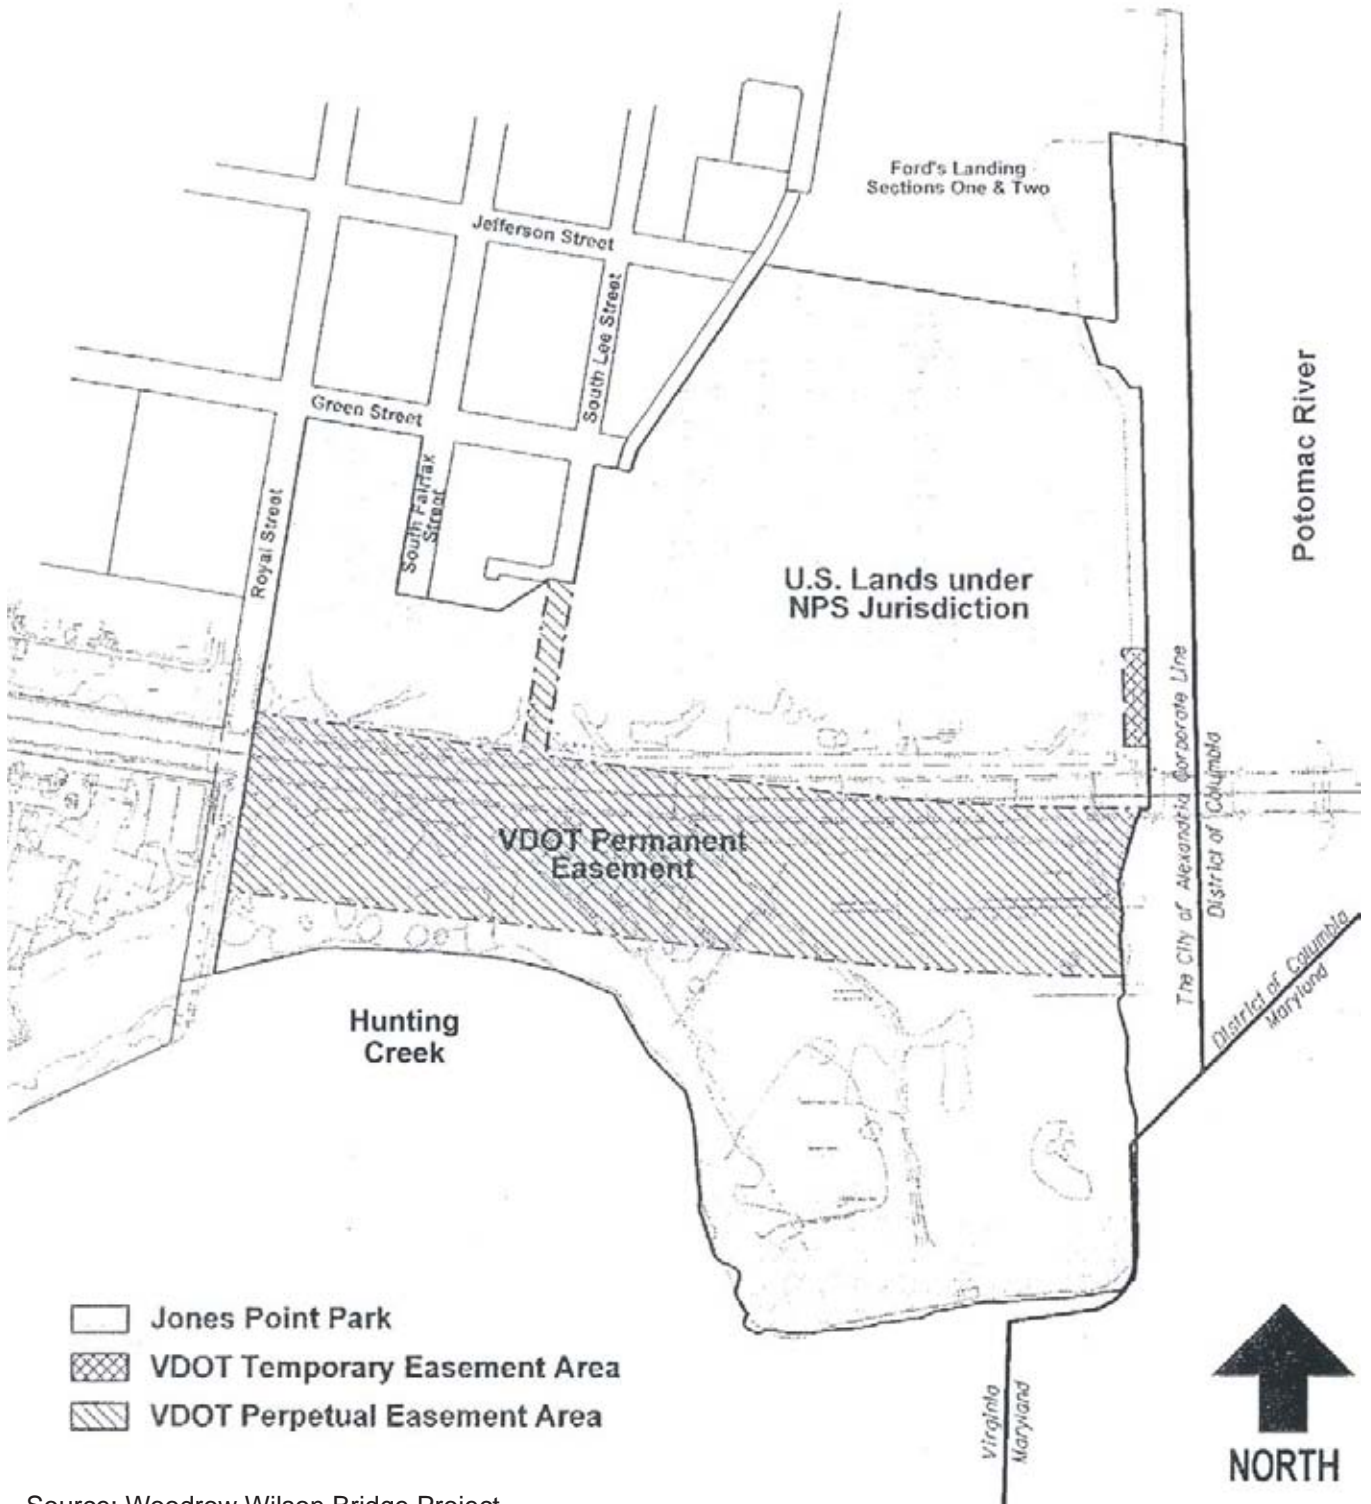 Ford's Landing
Sections One & Two
Jefferson Street
South Lee Street
Green Street
South Fairfax
Street
Royal Street
Potomac River
U.S. Lands under
NPS Jurisdiction
The City of Alexandria Corporate Line
District of Columbia
VDOT Permanent
Easement
District of Columbia
Maryland
Hunting
Creek
Jones Point Park
VDOT Temporary Easement Area
VDOT Perpetual Easement Area
Virginia
Maryland
NORTH
Source: Woodrow Wilson Bridge Project